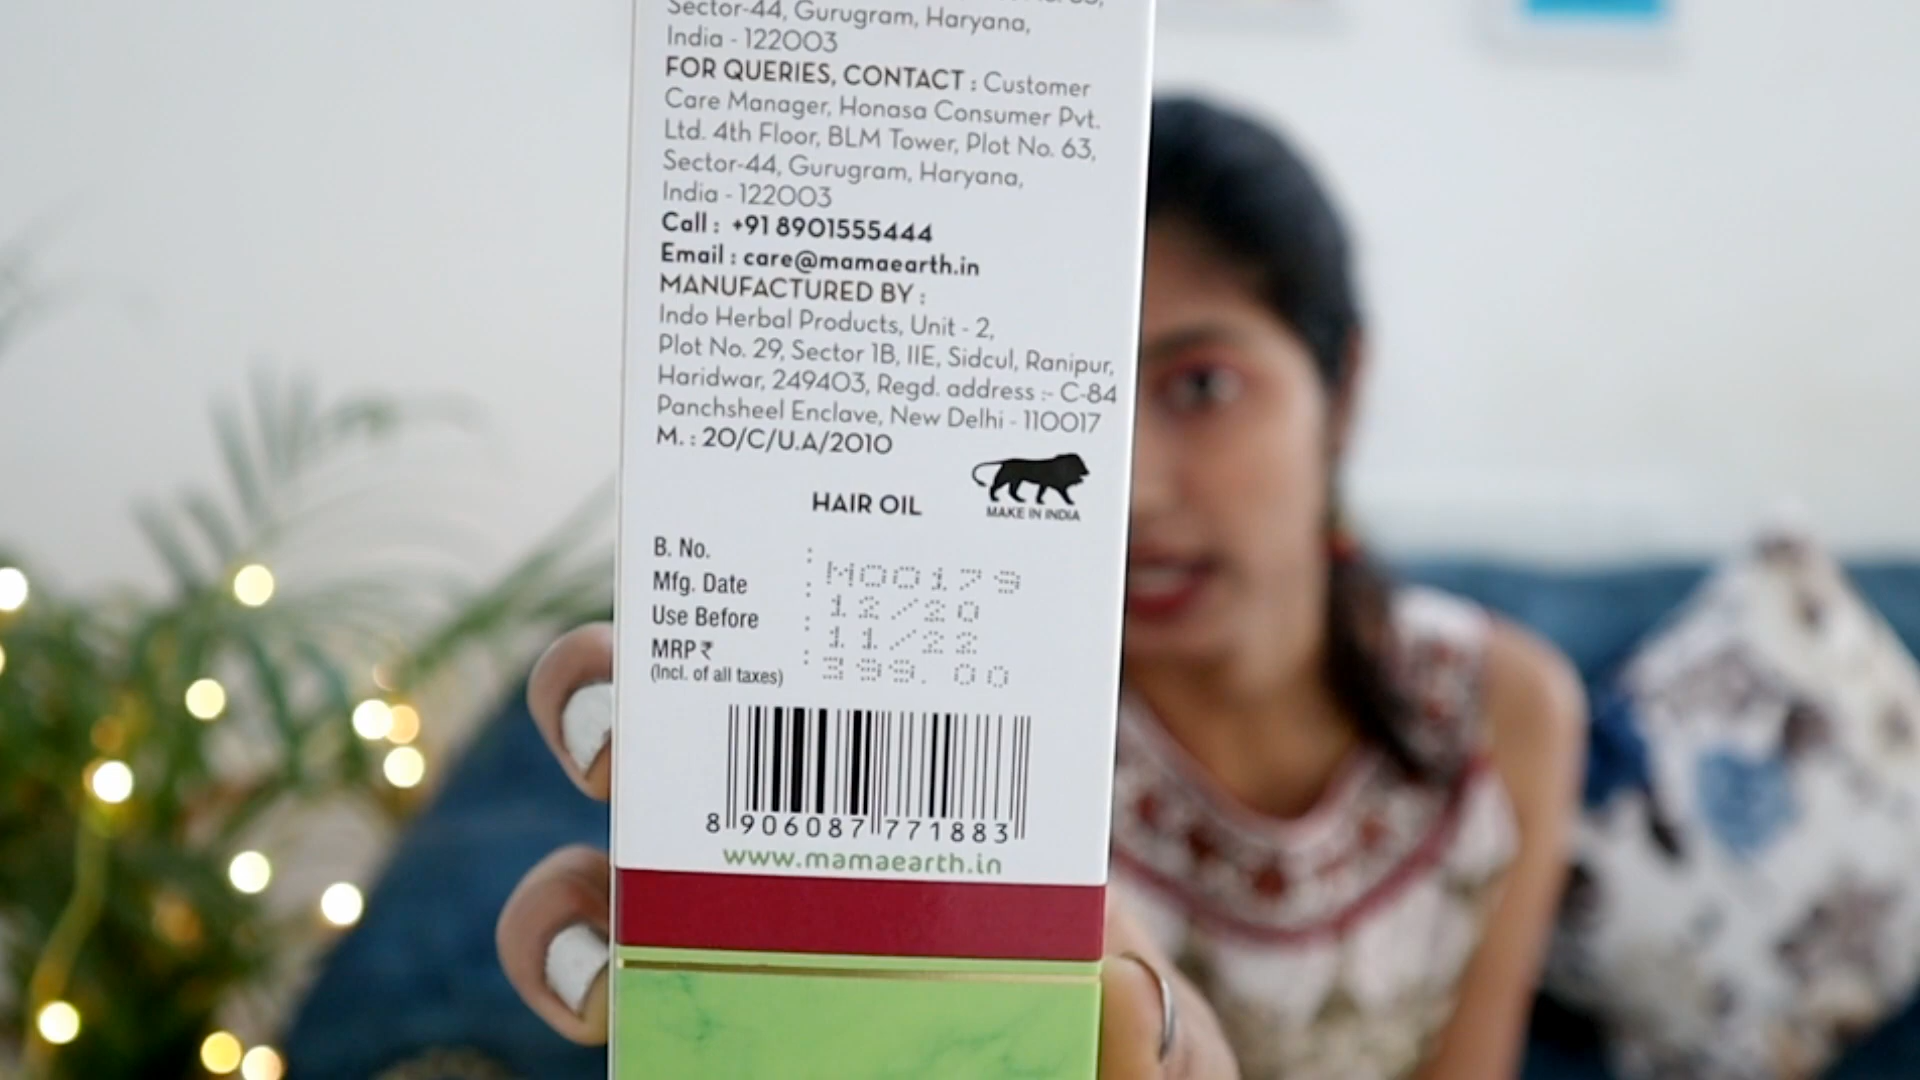 Sector-44, Gurugram, Haryana,
India - 122003
FOR QUERIES, CONTACT : Customer
Care Manager, Honasa Consumer Pvt.
Ltd. 4th Floor, BLM Tower, Plot No. 63,
Sector-44, Gurugram, Haryana,
India - 122003
Call : +91 8901555444
Email : care@mamaearth.in
MANUFACTURED BY :
Indo Herbal Products, Unit - 2,
Plot No. 29, Sector 1B, IIE, Sidcul, Ranipur,
Haridwar, 249403, Regd. address :- C-84
Panchsheel Enclave, New Delhi - 110017
M. : 20/C/U.A/2010
HAIR OIL
MAKE IN INDIA
B. No. : M00179
Mfg. Date : 12/20
Use Before : 11/22
MRP ₹ : 399.00
(Incl. of all taxes)
8 906087 771883
www.mamaearth.in